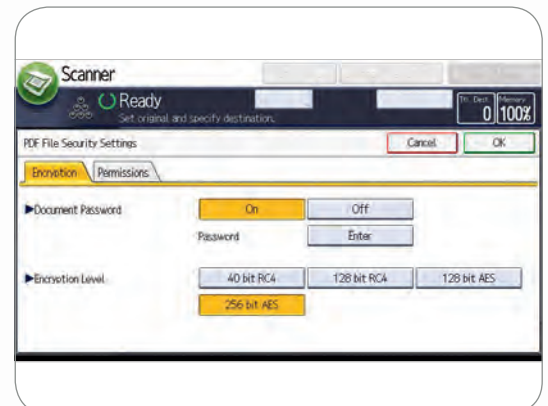 Scanner
Ready
Set original and specify destination.
Ttl. Dest. Memory
0 100%
PDF File Security Settings Cancel OK
Encryption Permissions
►Document Password On Off
Password Enter
►Encryption Level 40 bit RC4 128 bit RC4 128 bit AES
256 bit AES